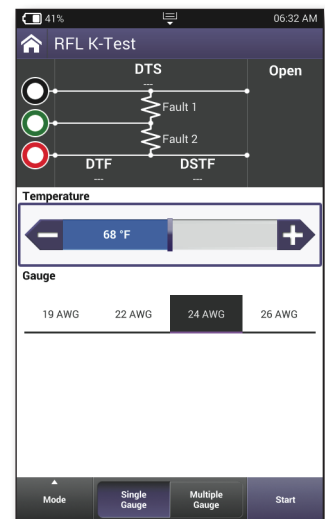 41%
06:32 AM
RFL K-Test
DTS
Open
---
Fault 1
Fault 2
DTF
DSTF
---
---
Temperature
68 °F
Gauge
19 AWG
22 AWG
24 AWG
26 AWG
Mode
Single
Gauge
Multiple
Gauge
Start